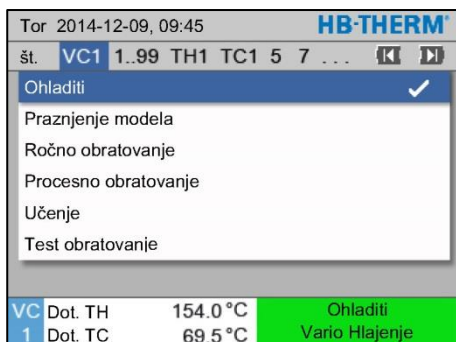 Tor 2014-12-09, 09:45 HB-THERM®
št. VC1 1..99 TH1 TC1 5 7 ...
Ohladiti
Praznjenje modela
Ročno obratovanje
Procesno obratovanje
Učenje
Test obratovanje
VC Dot. TH 154.0 °C Ohladiti
1 Dot. TC 69.5 °C Vario Hlajenje